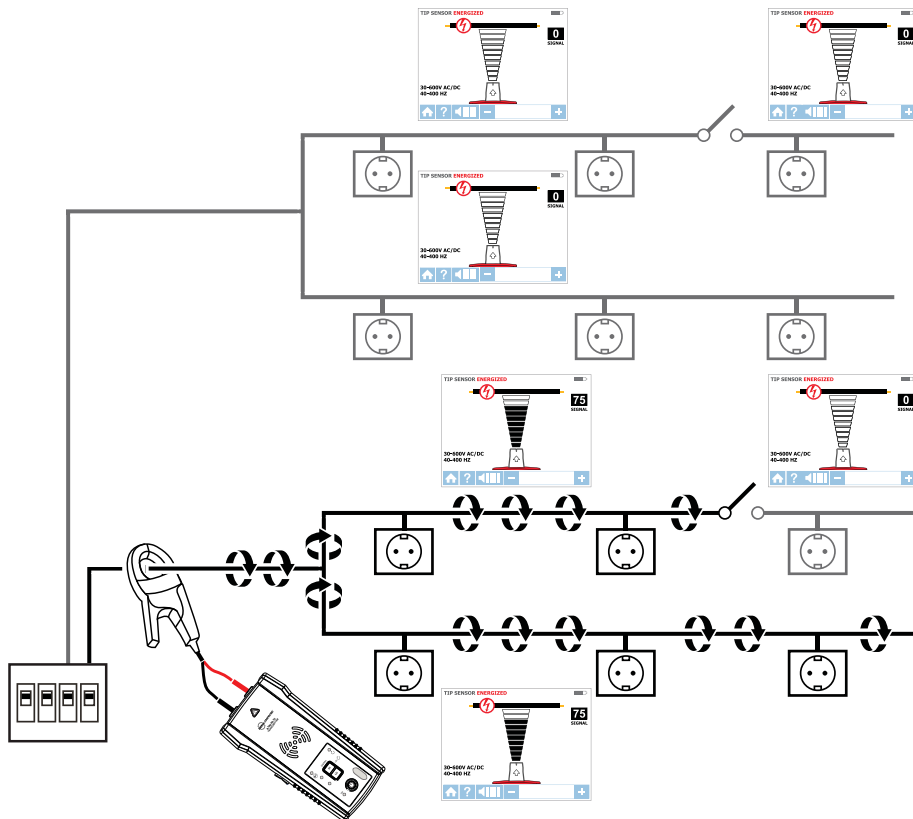 TIP SENSOR ENERGIZED
0
SIGNAL
30-600V AC/DC
40-400 HZ
?
−
+
TIP SENSOR ENERGIZED
0
SIGNAL
30-600V AC/DC
40-400 HZ
?
−
+
TIP SENSOR ENERGIZED
0
SIGNAL
30-600V AC/DC
40-400 HZ
?
−
+
TIP SENSOR ENERGIZED
75
SIGNAL
30-600V AC/DC
40-400 HZ
?
−
+
TIP SENSOR ENERGIZED
0
SIGNAL
30-600V AC/DC
40-400 HZ
?
−
+
TIP SENSOR ENERGIZED
75
SIGNAL
30-600V AC/DC
40-400 HZ
?
−
+